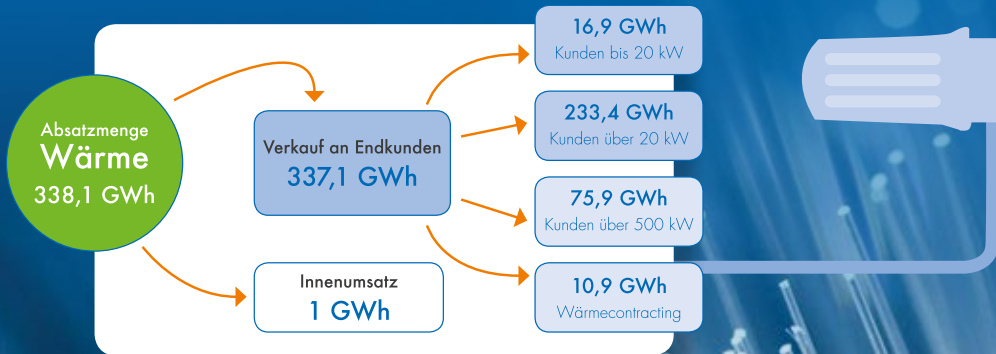 Absatzmenge
Wärme
338,1 GWh
Verkauf an Endkunden
337,1 GWh
Innenumsatz
1 GWh
16,9 GWh
Kunden bis 20 kW
233,4 GWh
Kunden über 20 kW
75,9 GWh
Kunden über 500 kW
10,9 GWh
Wärmecontracting